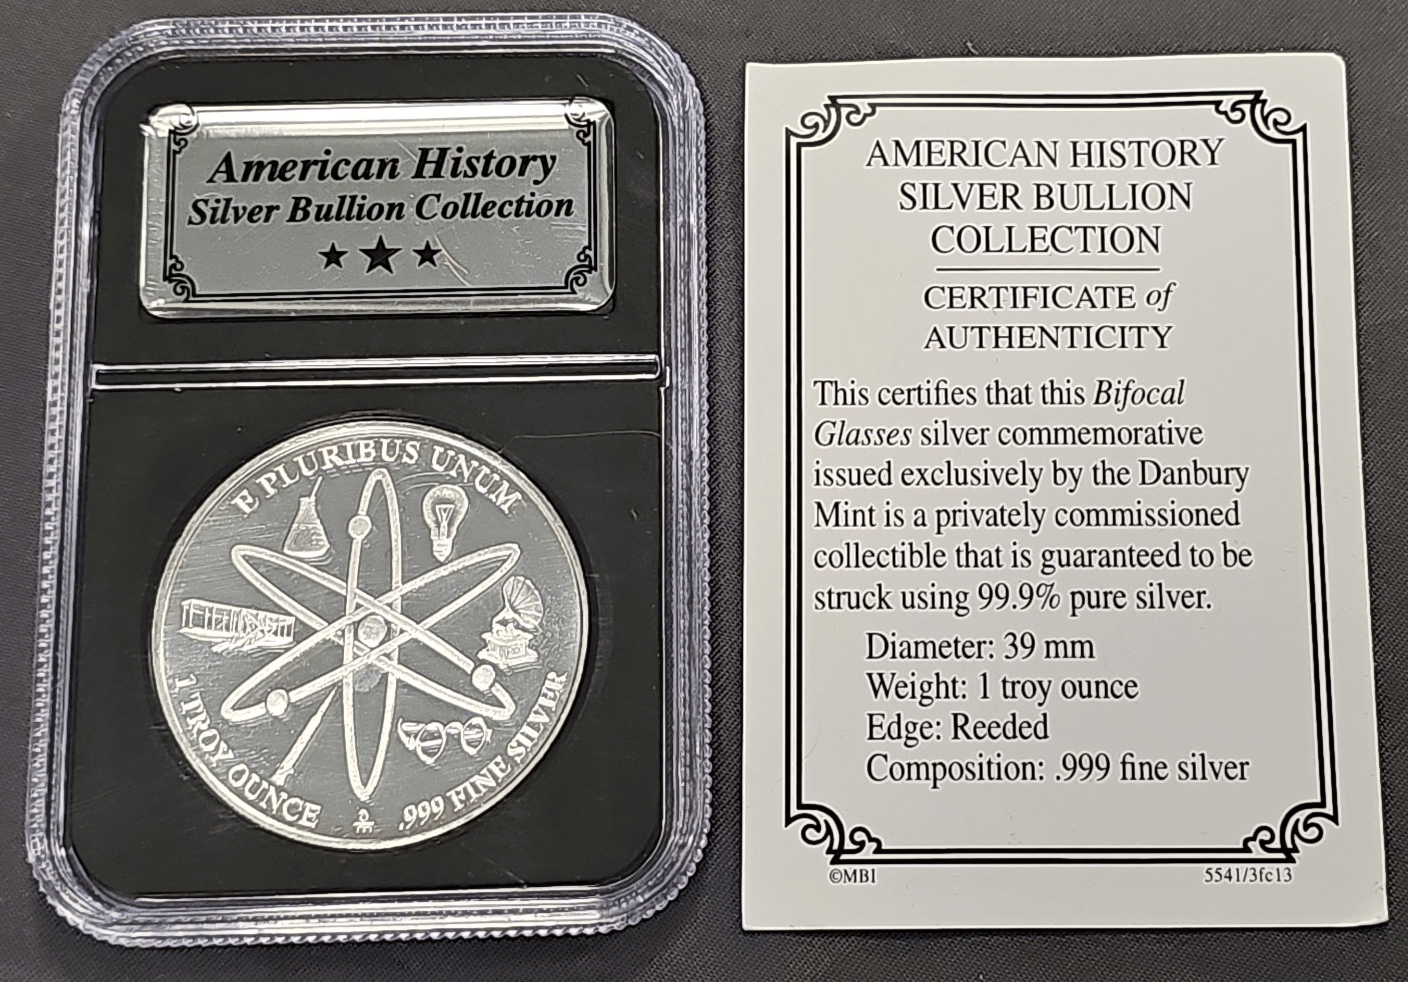 American History
Silver Bullion Collection
E PLURIBUS UNUM
1 TROY OUNCE
.999 FINE SILVER
AMERICAN HISTORY
SILVER BULLION
COLLECTION
CERTIFICATE of
AUTHENTICITY
This certifies that this Bifocal
Glasses silver commemorative
issued exclusively by the Danbury
Mint is a privately commissioned
collectible that is guaranteed to be
struck using 99.9% pure silver.
Diameter: 39 mm
Weight: 1 troy ounce
Edge: Reeded
Composition: .999 fine silver
©MBI
5541/3fc13